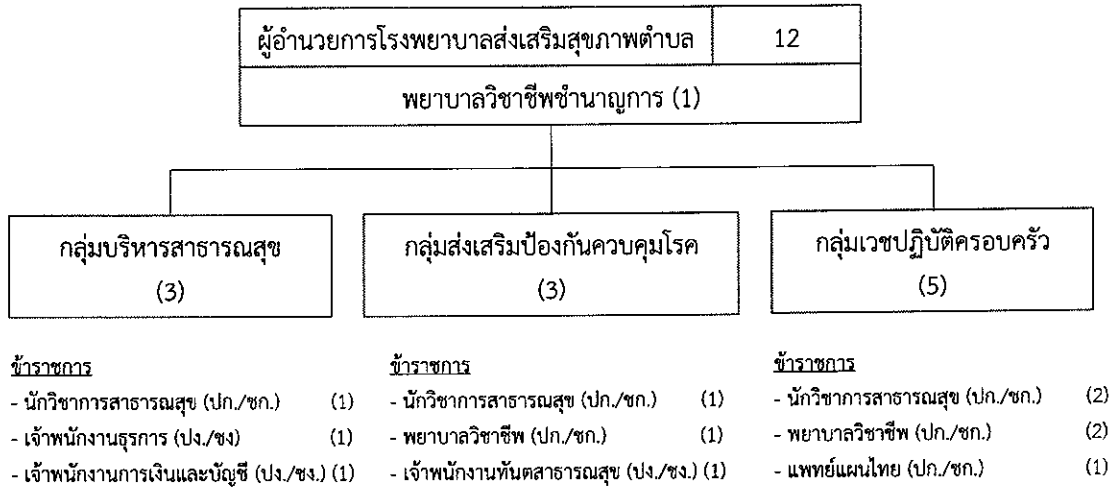 ผู้อำนวยการโรงพยาบาลส่งเสริมสุขภาพตำบล 12
พยาบาลวิชาชีพชำนาญการ (1)
กลุ่มบริหารสาธารณสุข
(3)
กลุ่มส่งเสริมป้องกันควบคุมโรค
(3)
กลุ่มเวชปฏิบัติครอบครัว
(5)
ข้าราชการ
- นักวิชาการสาธารณสุข (ปก./ชก.) (1)
- เจ้าพนักงานธุรการ (ปง./ชง) (1)
- เจ้าพนักงานการเงินและบัญชี (ปง./ชง.) (1)
ข้าราชการ
- นักวิชาการสาธารณสุข (ปก./ชก.) (1)
- พยาบาลวิชาชีพ (ปก./ชก.) (1)
- เจ้าพนักงานทันตสาธารณสุข (ปง./ชง.) (1)
ข้าราชการ
- นักวิชาการสาธารณสุข (ปก./ชก.) (2)
- พยาบาลวิชาชีพ (ปก./ชก.) (2)
- แพทย์แผนไทย (ปก./ชก.) (1)